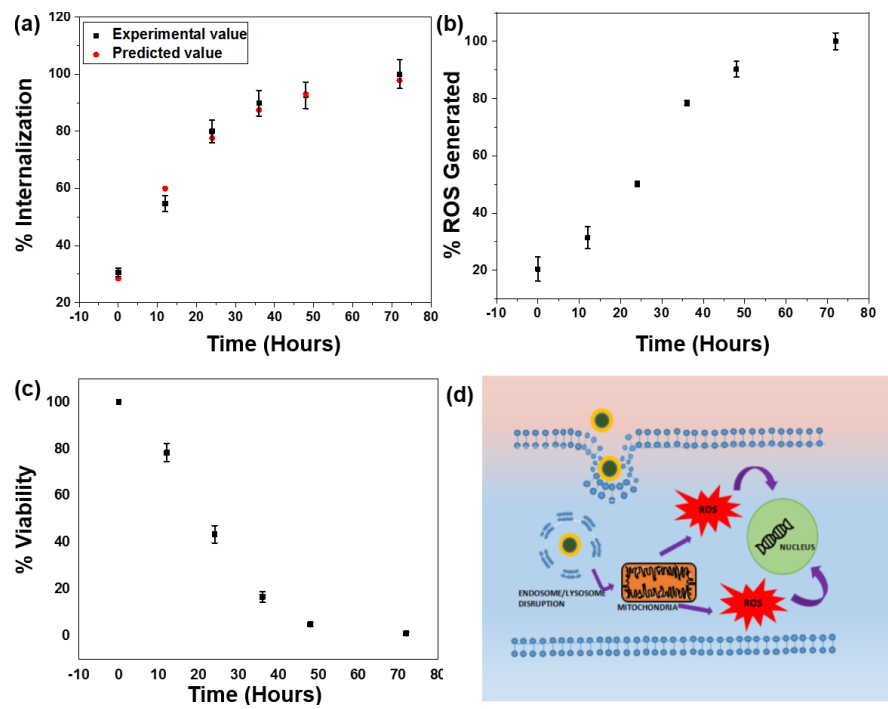 (a)
120
100
80
60
40
20
-10 0 10 20 30 40 50 60 70 80
% Internalization
Time (Hours)
Experimental value
Predicted value
(b)
100
80
60
40
20
-10 0 10 20 30 40 50 60 70 80
% ROS Generated
Time (Hours)
(c)
100
80
60
40
20
0
-10 0 10 20 30 40 50 60 70 80
% Viability
Time (Hours)
(d)
ROS
NUCLEUS
ENDOSOME/LYSOSOME
DISRUPTION
MITOCHONDRIA
ROS